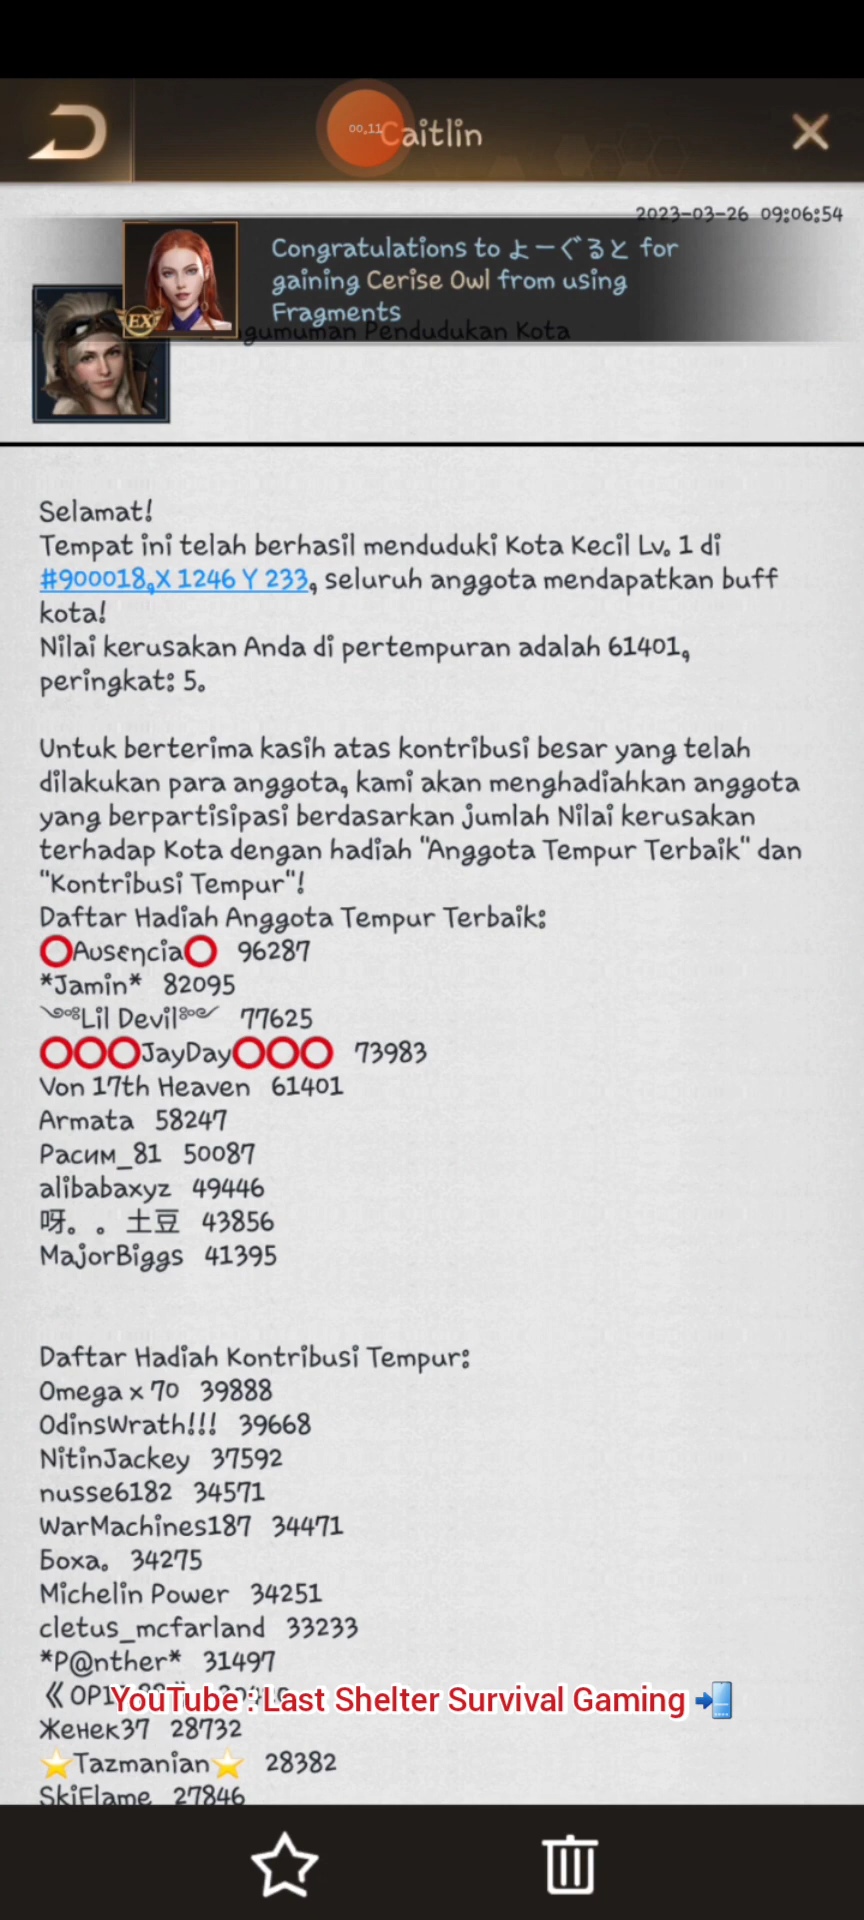 00,11
Caitlin
2023-03-26 09:06:54
Congratulations to よーぐると for
gaining Cerise Owl from using
Fragments
EX
Pendudukan Kota
Selamat!
Tempat ini telah berhasil menduduki Kota Kecil Lv. 1 di
#900018,X 1246 Y 233, seluruh anggota mendapatkan buff
kota!
Nilai kerusakan Anda di pertempuran adalah 61401,
peringkat: 5.
Untuk berterima kasih atas kontribusi besar yang telah
dilakukan para anggota, kami akan menghadiahkan anggota
yang berpartisipasi berdasarkan jumlah Nilai kerusakan
terhadap Kota dengan hadiah "Anggota Tempur Terbaik" dan
"Kontribusi Tempur"!
Daftar Hadiah Anggota Tempur Terbaik:
⭕Aυsεηcia⭕ 96287
*Jamin* 82095
༺Lil Devil༻ 77625
⭕⭕⭕JayDay⭕⭕⭕ 73983
Von 17th Heaven 61401
Armata 58247
Расим_81 50087
alibabaxyz 49446
呀。。土豆 43856
MajorBiggs 41395
Daftar Hadiah Kontribusi Tempur:
Omega x 70 39888
OdinsWrath!!! 39668
NitinJackey 37592
nusse6182 34571
WarMachines187 34471
Боха。 34275
Michelin Power 34251
cletus_mcfarland 33233
*P@nther* 31497
YouTube : Last Shelter Survival Gaming 📲
Женек37 28732
⭐Tazmanian⭐ 28382
SkiFlame 27846